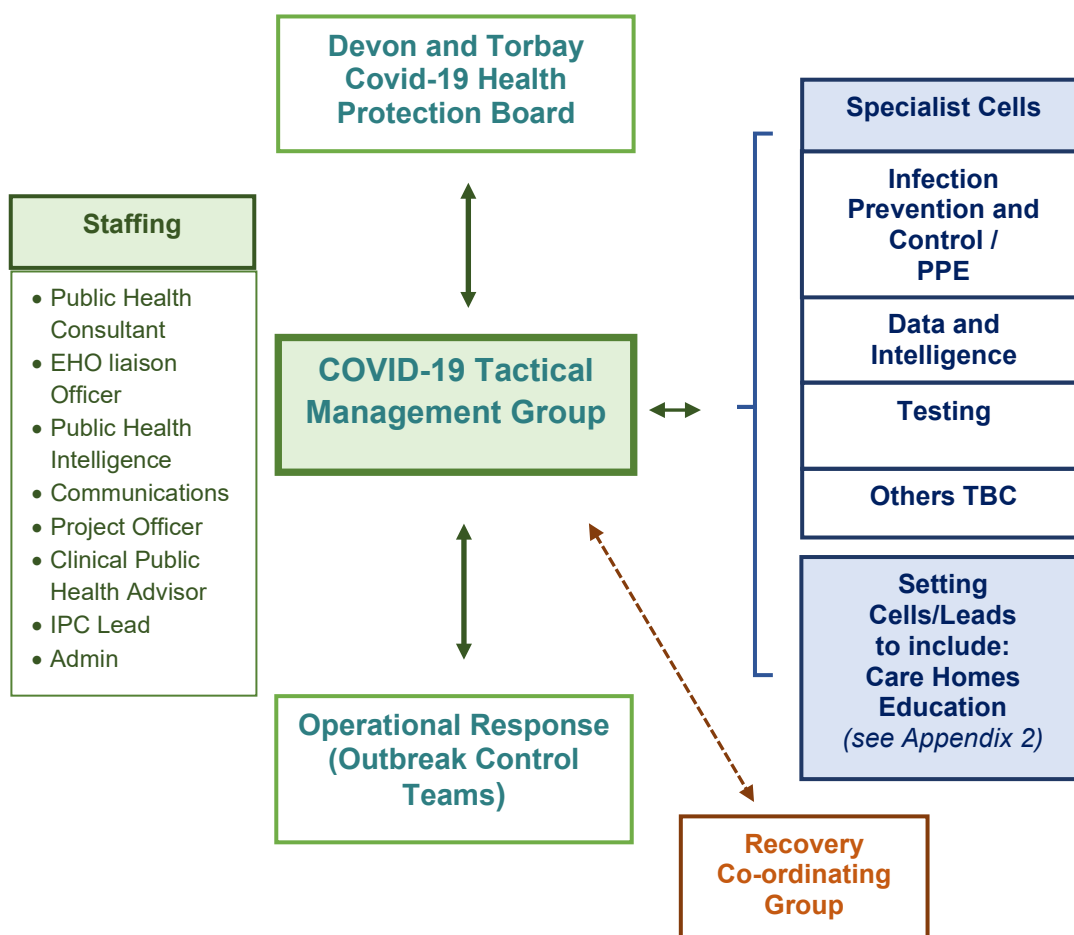 Devon and Torbay
Covid-19 Health
Protection Board
Staffing
• Public Health
Consultant
• EHO liaison
Officer
• Public Health
Intelligence
• Communications
• Project Officer
• Clinical Public
Health Advisor
• IPC Lead
• Admin
COVID-19 Tactical
Management Group
Operational Response
(Outbreak Control
Teams)
Specialist Cells
Infection
Prevention and
Control /
PPE
Data and
Intelligence
Testing
Others TBC
Setting
Cells/Leads
to include:
Care Homes
Education
(see Appendix 2)
Recovery
Co-ordinating
Group